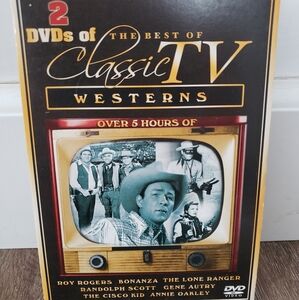 2
DVDs of
THE BEST OF
Classic TV
WESTERNS
OVER 5 HOURS OF
ROY ROGERS BONANZA THE LONE RANGER
RANDOLPH SCOTT GENE AUTRY
THE CISCO KID ANNIE OAKLEY
DVD
VIDEO